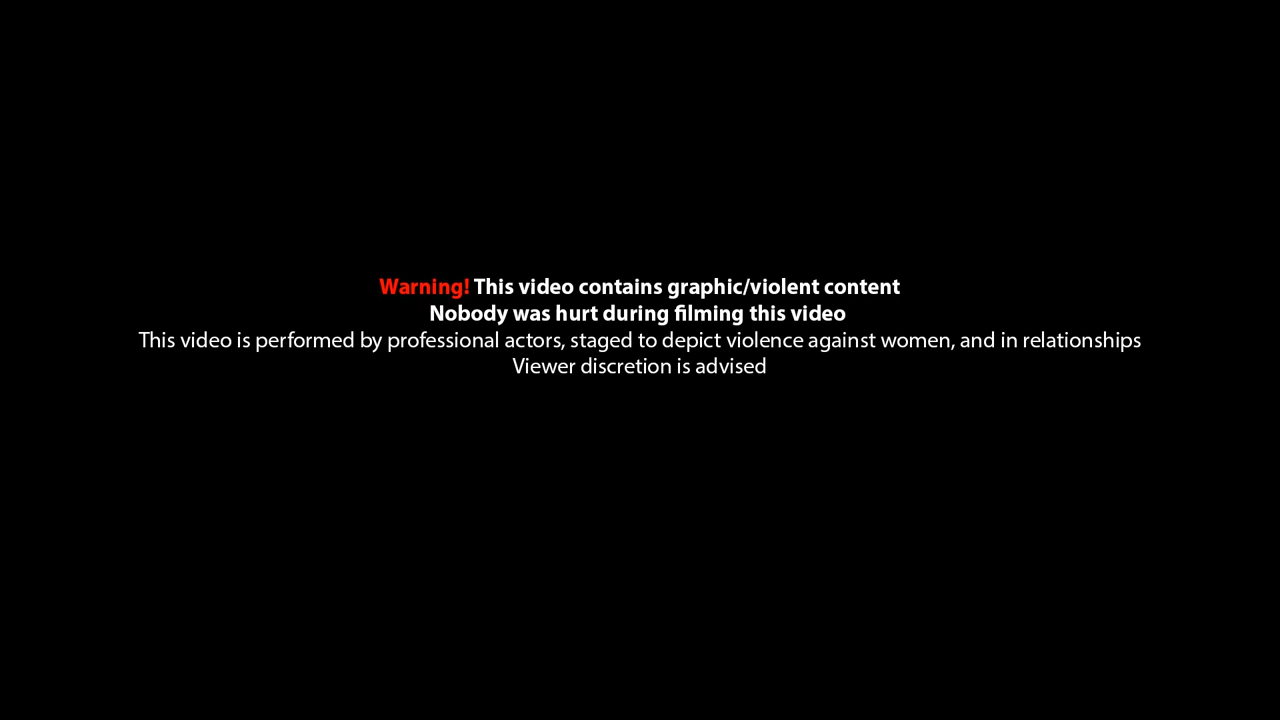 Warning! This video contains graphic/violent content
Nobody was hurt during filming this video
This video is performed by professional actors, staged to depict violence against women, and in relationships
Viewer discretion is advised